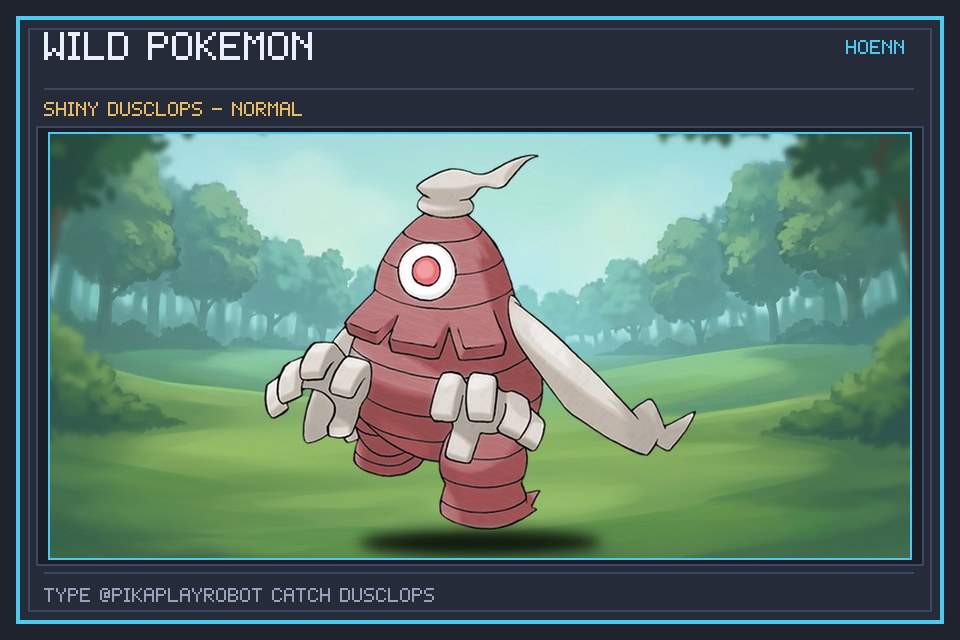 WILD POKEMON
HOENN
SHINY DUSCLOPS - NORMAL
TYPE @PIKAPLAYROBOT CATCH DUSCLOPS